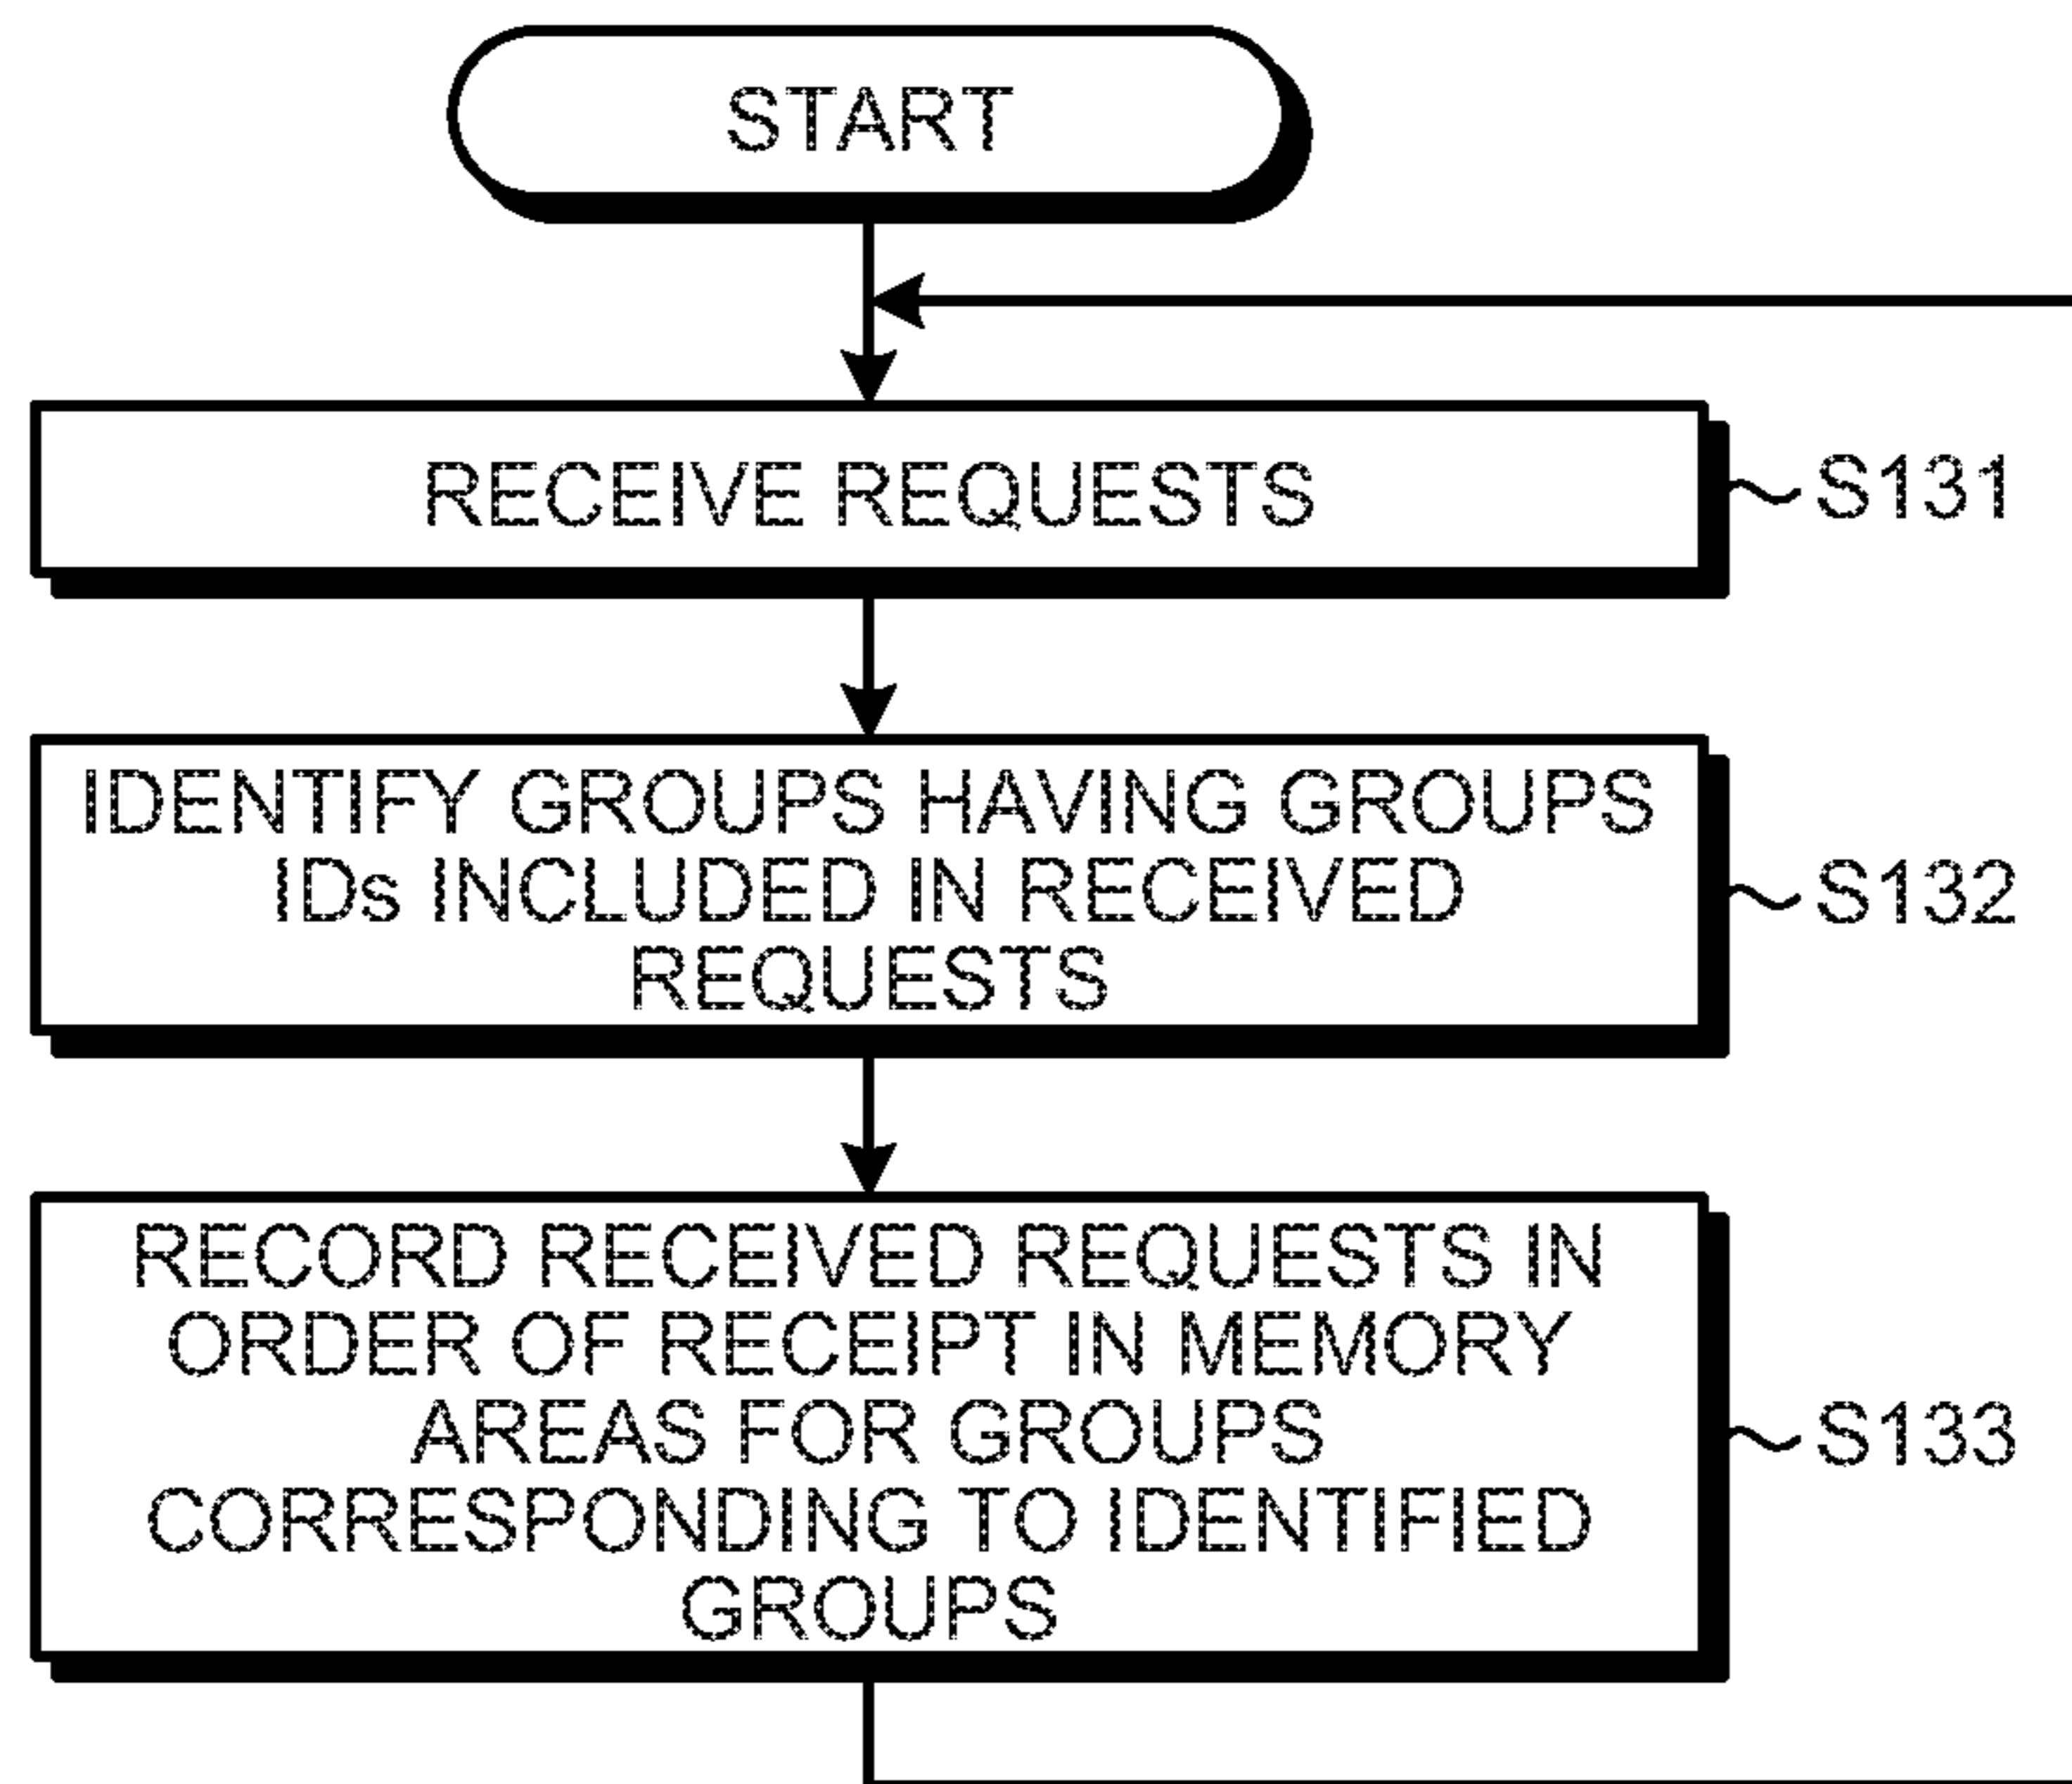 START
RECEIVE REQUESTS
S131
IDENTIFY GROUPS HAVING GROUPS
IDs INCLUDED IN RECEIVED
REQUESTS
S132
RECORD RECEIVED REQUESTS IN
ORDER OF RECEIPT IN MEMORY
AREAS FOR GROUPS
CORRESPONDING TO IDENTIFIED
GROUPS
S133